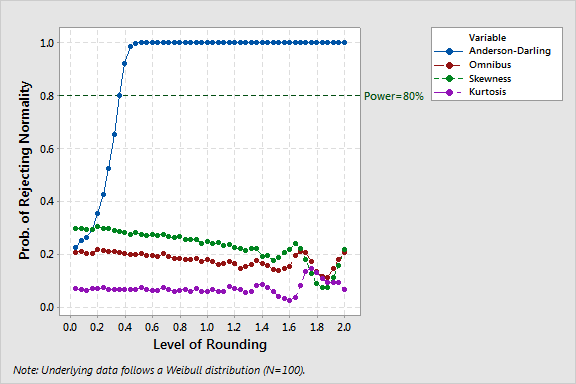 Variable
Anderson-Darling
Omnibus
Skewness
Kurtosis
Prob. of Rejecting Normality
1.0
0.8
0.6
0.4
0.2
0.0
Power=80%
0.0 0.2 0.4 0.6 0.8 1.0 1.2 1.4 1.6 1.8 2.0
Level of Rounding
Note: Underlying data follows a Weibull distribution (N=100).